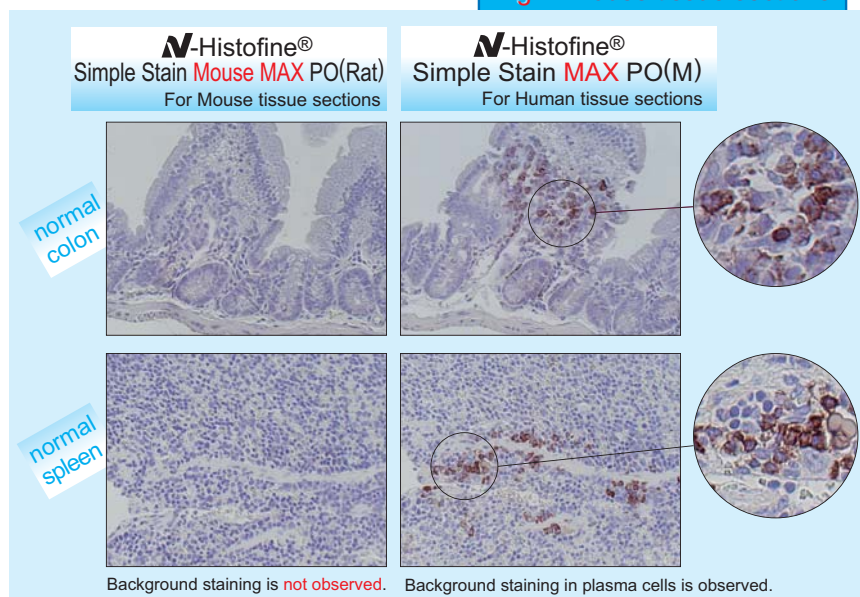 N-Histofine®
Simple Stain Mouse MAX PO(Rat)
For Mouse tissue sections
N-Histofine®
Simple Stain MAX PO(M)
For Human tissue sections
normal
colon
normal
spleen
Background staining is not observed.
Background staining in plasma cells is observed.